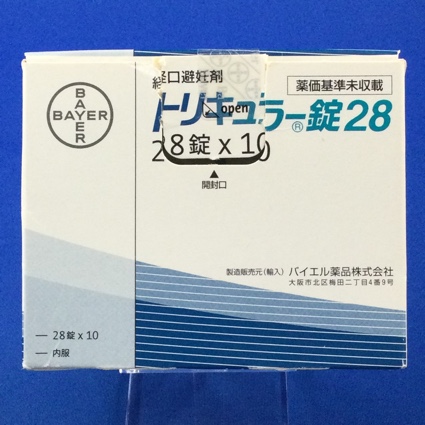 BAYER
BAYER
経口避妊剤
薬価基準未収載
open
トリキュラー®錠28
28錠 x 10
開封口
製造販売元(輸入) バイエル薬品株式会社
大阪市北区梅田二丁目4番9号
28錠 x 10
内服